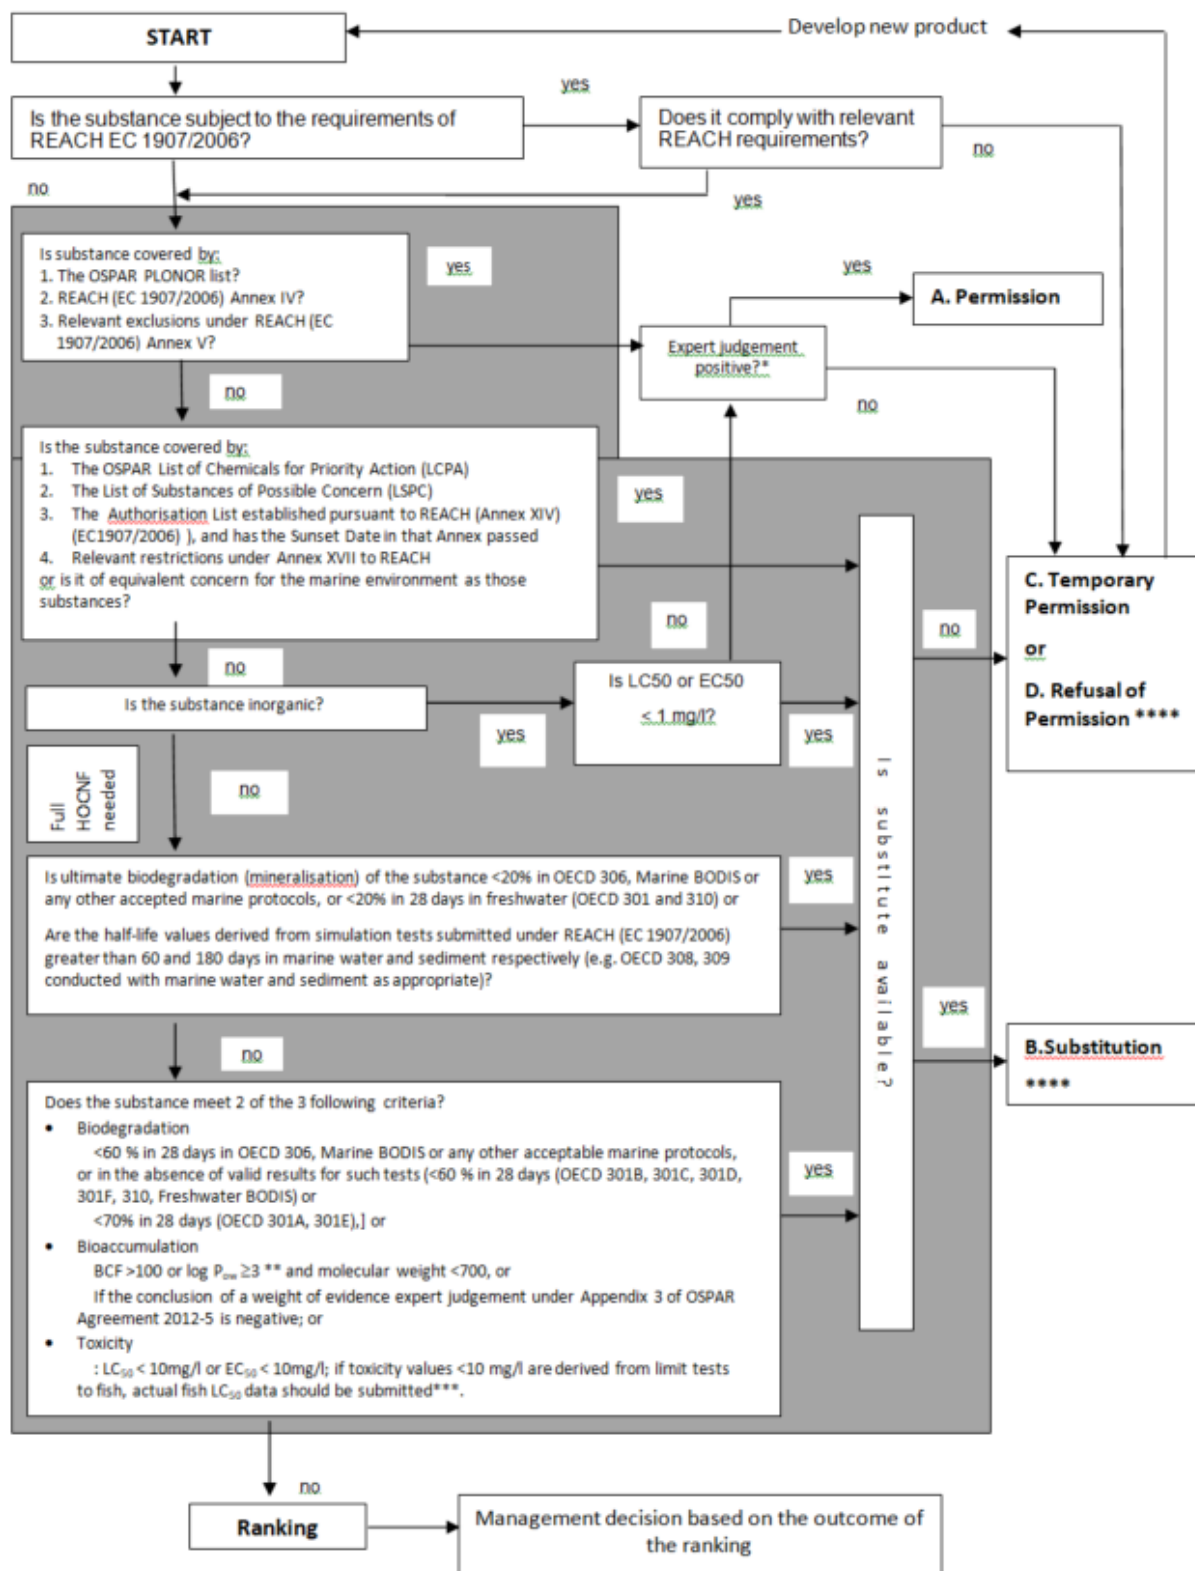 START
Develop new product
yes
Is the substance subject to the requirements of
REACH EC 1907/2006?
Does it comply with relevant
REACH requirements?
no
no
yes
Is substance covered by:
1. The OSPAR PLONOR list?
2. REACH (EC 1907/2006) Annex IV?
3. Relevant exclusions under REACH (EC
1907/2006) Annex V?
yes
yes
A. Permission
Expert judgement
positive?*
no
no
Is the substance covered by:
1. The OSPAR List of Chemicals for Priority Action (LCPA)
2. The List of Substances of Possible Concern (LSPC)
3. The Authorisation List established pursuant to REACH (Annex XIV)
(EC1907/2006) ), and has the Sunset Date in that Annex passed
4. Relevant restrictions under Annex XVII to REACH
or is it of equivalent concern for the marine environment as those
substances?
yes
no
no
C. Temporary
Permission
or
D. Refusal of
Permission ****
no
Is the substance inorganic?
yes
Is LC50 or EC50
< 1 mg/l?
yes
Is substitute available?
Full
HOCNF
needed
no
Is ultimate biodegradation (mineralisation) of the substance <20% in OECD 306, Marine BODIS or
any other accepted marine protocols, or <20% in 28 days in freshwater (OECD 301 and 310) or
Are the half-life values derived from simulation tests submitted under REACH (EC 1907/2006)
greater than 60 and 180 days in marine water and sediment respectively (e.g. OECD 308, 309
conducted with marine water and sediment as appropriate)?
yes
yes
B.Substitution
****
no
Does the substance meet 2 of the 3 following criteria?
• Biodegradation
<60 % in 28 days in OECD 306, Marine BODIS or any other acceptable marine protocols,
or in the absence of valid results for such tests (<60 % in 28 days (OECD 301B, 301C, 301D,
301F, 310, Freshwater BODIS) or
<70% in 28 days (OECD 301A, 301E),] or
• Bioaccumulation
BCF >100 or log Pow ≥3 ** and molecular weight <700, or
If the conclusion of a weight of evidence expert judgement under Appendix 3 of OSPAR
Agreement 2012-5 is negative; or
• Toxicity
: LC50 < 10mg/l or EC50 < 10mg/l; if toxicity values <10 mg/l are derived from limit tests
to fish, actual fish LC50 data should be submitted***.
yes
no
Ranking
Management decision based on the outcome of
the ranking